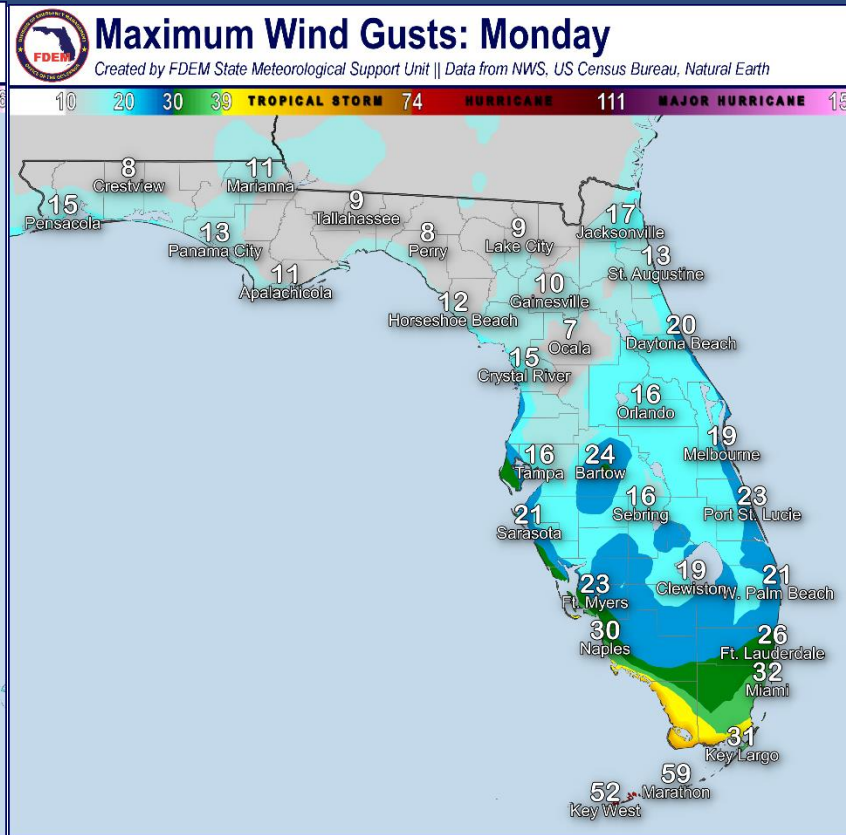 Maximum Wind Gusts: Monday
Created by FDEM State Meteorological Support Unit || Data from NWS, US Census Bureau, Natural Earth
FDEM
10 20 30 39 TROPICAL STORM 74 HURRICANE 111 MAJOR HURRICANE 15
8
Crestview
11
Marianna
15
Pensacola
9
Tallahassee
13
Panama City
8
Perry
9
Lake City
17
Jacksonville
13
St. Augustine
11
Apalachicola
10
Gainesville
12
Horseshoe Beach
7
Ocala
20
Daytona Beach
15
Crystal River
16
Orlando
19
Melbourne
16
Tampa
24
Bartow
16
Sebring
23
Port St. Lucie
21
Sarasota
19
Clewiston
21
W. Palm Beach
23
Ft. Myers
30
Naples
26
Ft. Lauderdale
32
Miami
31
Key Largo
59
Marathon
52
Key West